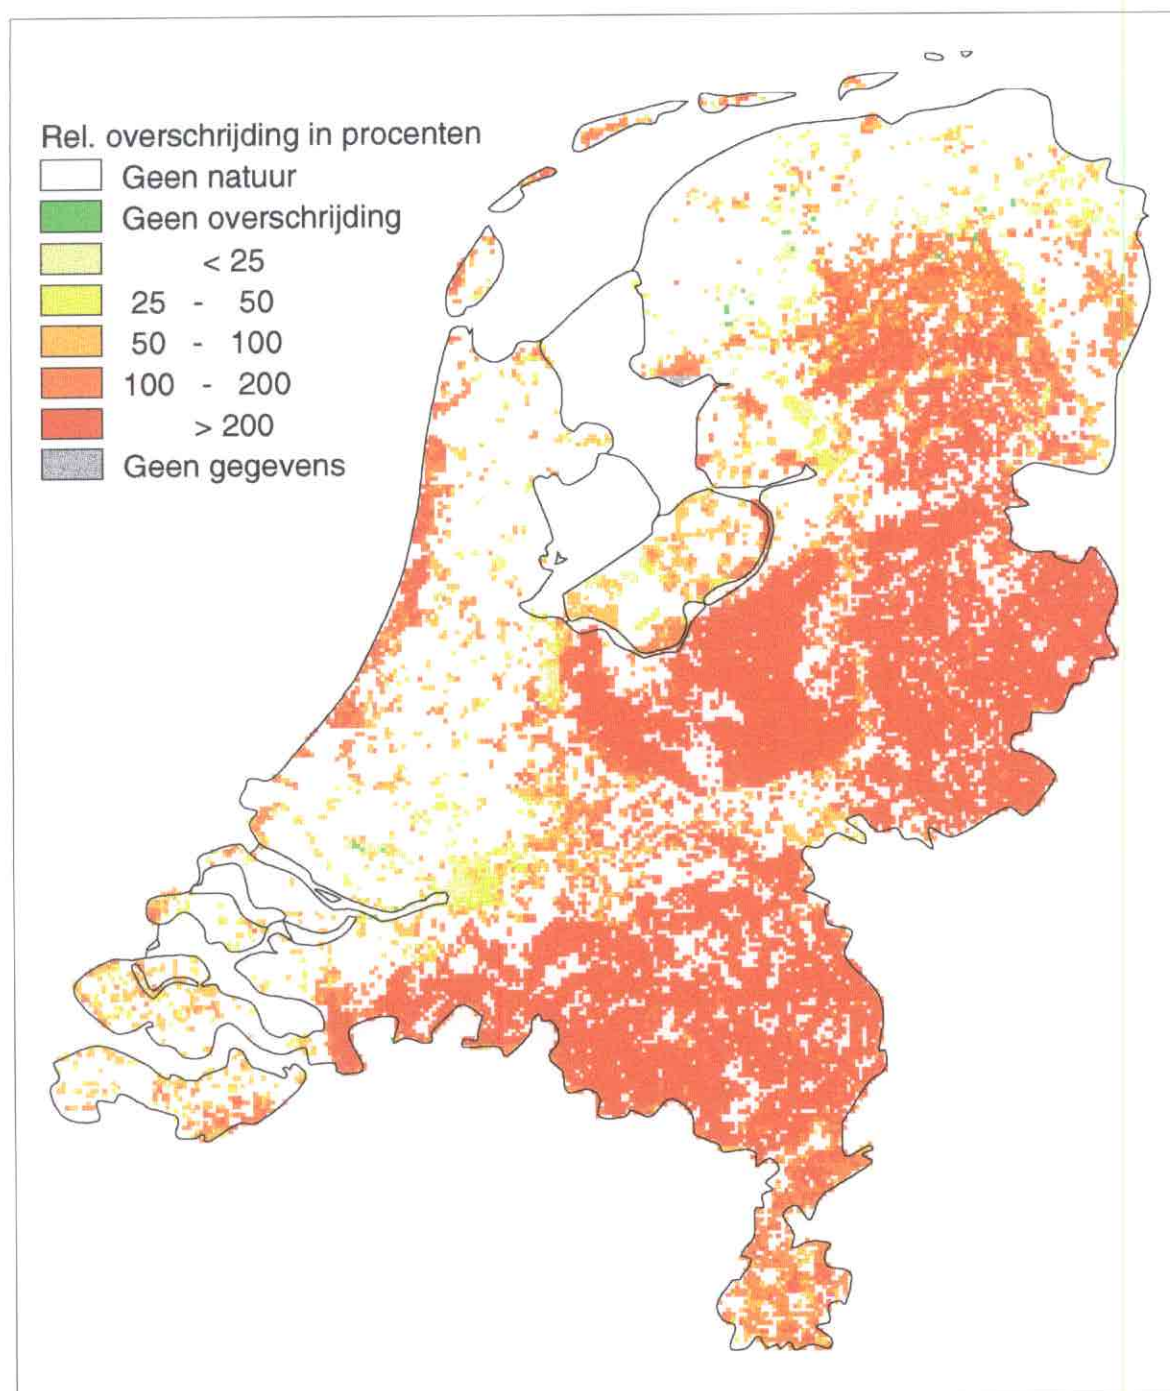 Rel. overschrijding in procenten
Geen natuur
Geen overschrijding
< 25
25 - 50
50 - 100
100 - 200
> 200
Geen gegevens